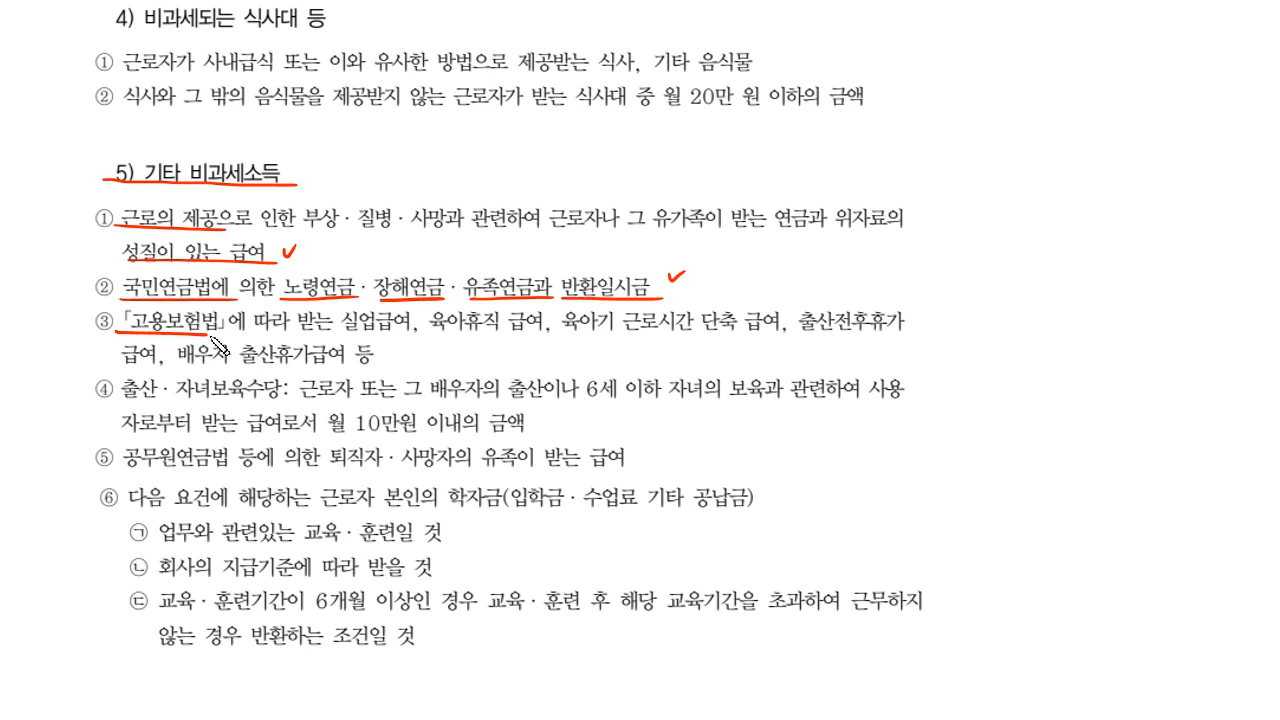 4) 비과세되는 식사대 등
① 근로자가 사내급식 또는 이와 유사한 방법으로 제공받는 식사, 기타 음식물
② 식사와 그 밖의 음식물을 제공받지 않는 근로자가 받는 식사대 중 월 20만 원 이하의 금액
5) 기타 비과세소득
① 근로의 제공으로 인한 부상·질병·사망과 관련하여 근로자나 그 유가족이 받는 연금과 위자료의
성질이 있는 급여
② 국민연금법에 의한 노령연금·장해연금·유족연금과 반환일시금
③ 「고용보험법」에 따라 받는 실업급여, 육아휴직 급여, 육아기 근로시간 단축 급여, 출산전후휴가
급여, 배우자 출산휴가급여 등
④ 출산·자녀보육수당: 근로자 또는 그 배우자의 출산이나 6세 이하 자녀의 보육과 관련하여 사용
자로부터 받는 급여로서 월 10만원 이내의 금액
⑤ 공무원연금법 등에 의한 퇴직자·사망자의 유족이 받는 급여
⑥ 다음 요건에 해당하는 근로자 본인의 학자금(입학금·수업료 기타 공납금)
㉠ 업무와 관련있는 교육·훈련일 것
㉡ 회사의 지급기준에 따라 받을 것
㉢ 교육·훈련기간이 6개월 이상인 경우 교육·훈련 후 해당 교육기간을 초과하여 근무하지
않는 경우 반환하는 조건일 것